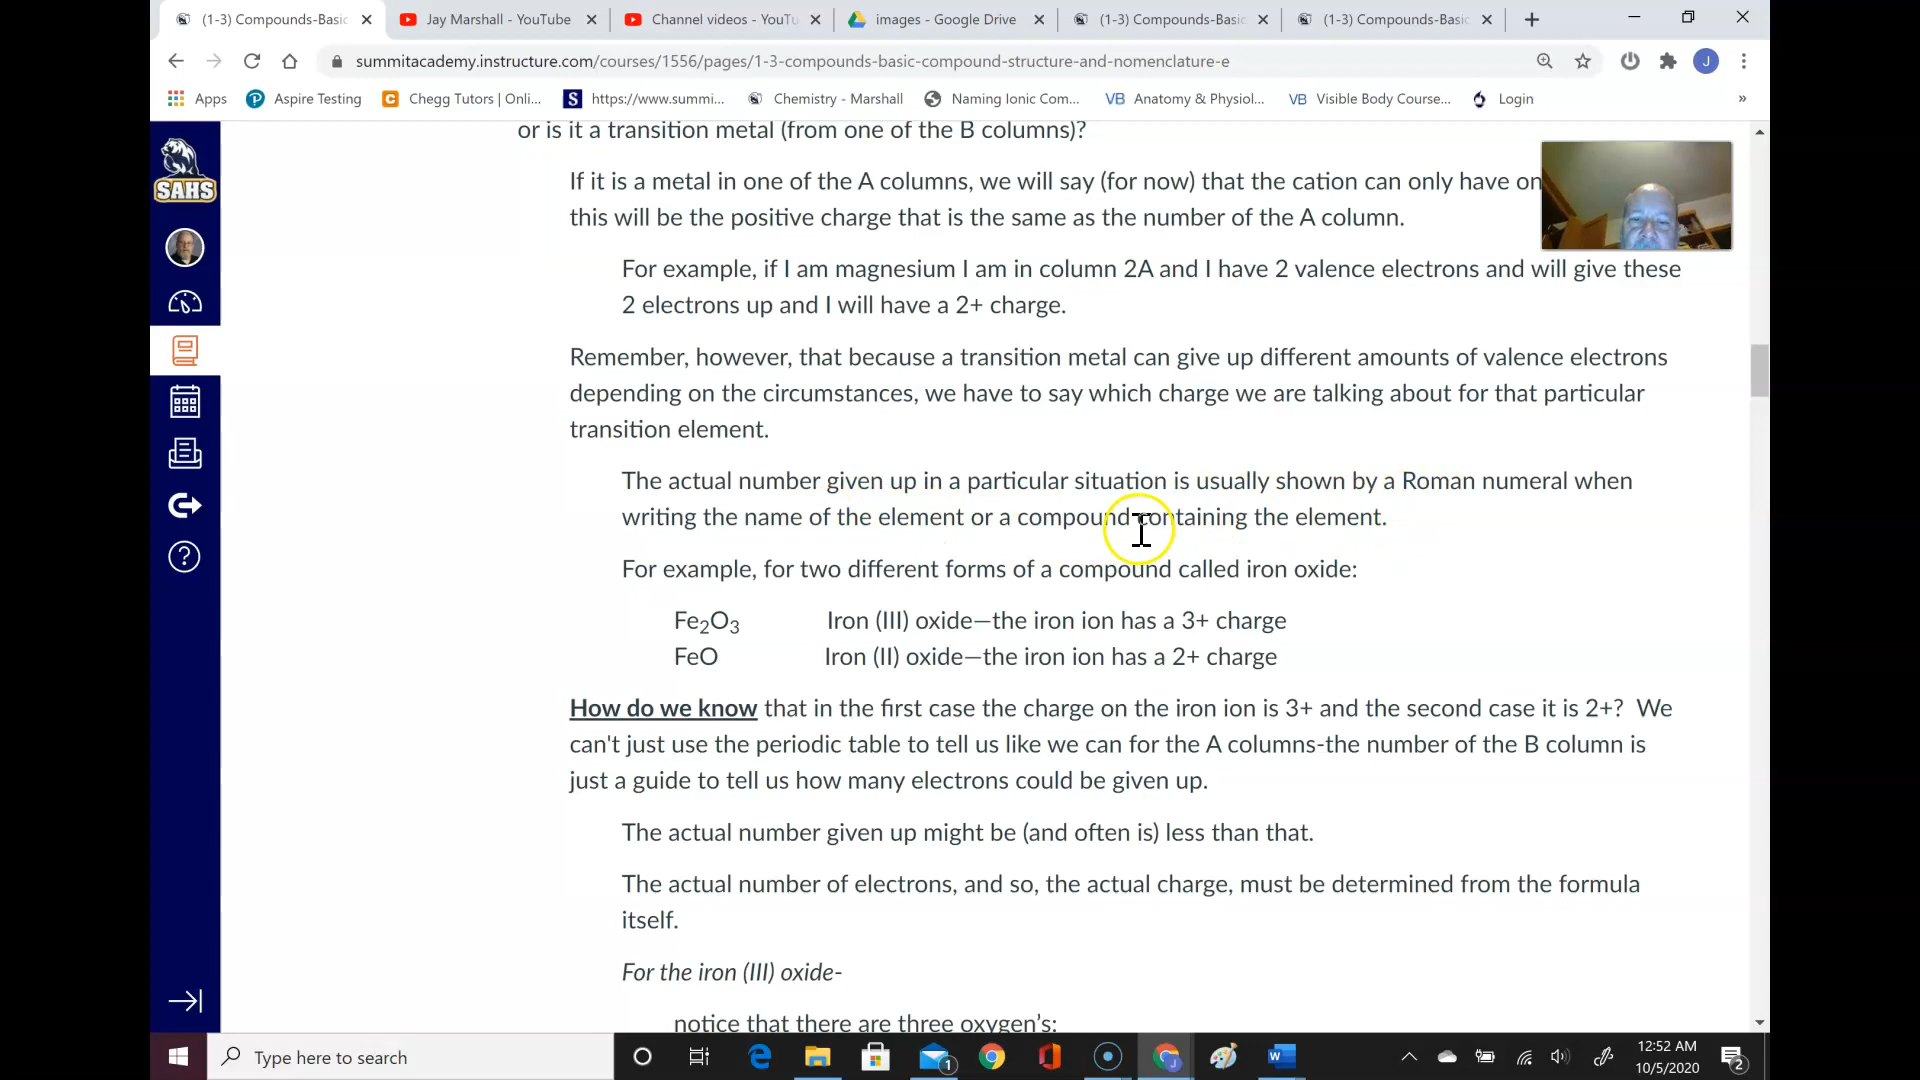 (1-3) Compounds-Basic
Jay Marshall - YouTube
Channel videos - YouTu
images - Google Drive
(1-3) Compounds-Basic
(1-3) Compounds-Basic
summitacademy.instructure.com/courses/1556/pages/1-3-compounds-basic-compound-structure-and-nomenclature-e
J
Apps
Aspire Testing
Chegg Tutors | Onli...
S
https://www.summi...
Chemistry - Marshall
Naming Ionic Com...
VB Anatomy & Physiol...
VB Visible Body Course...
Login
»
SAHS
or is it a transition metal (from one of the B columns)?
If it is a metal in one of the A columns, we will say (for now) that the cation can only have on
this will be the positive charge that is the same as the number of the A column.
For example, if I am magnesium I am in column 2A and I have 2 valence electrons and will give these
2 electrons up and I will have a 2+ charge.
Remember, however, that because a transition metal can give up different amounts of valence electrons
depending on the circumstances, we have to say which charge we are talking about for that particular
transition element.
The actual number given up in a particular situation is usually shown by a Roman numeral when
writing the name of the element or a compound containing the element.
For example, for two different forms of a compound called iron oxide:
Fe₂O₃ Iron (III) oxide—the iron ion has a 3+ charge
FeO Iron (II) oxide—the iron ion has a 2+ charge
How do we know that in the first case the charge on the iron ion is 3+ and the second case it is 2+? We
can't just use the periodic table to tell us like we can for the A columns-the number of the B column is
just a guide to tell us how many electrons could be given up.
The actual number given up might be (and often is) less than that.
The actual number of electrons, and so, the actual charge, must be determined from the formula
itself.
For the iron (III) oxide-
notice that there are three oxygen's:
Type here to search
1
W
12:52 AM
10/5/2020
2